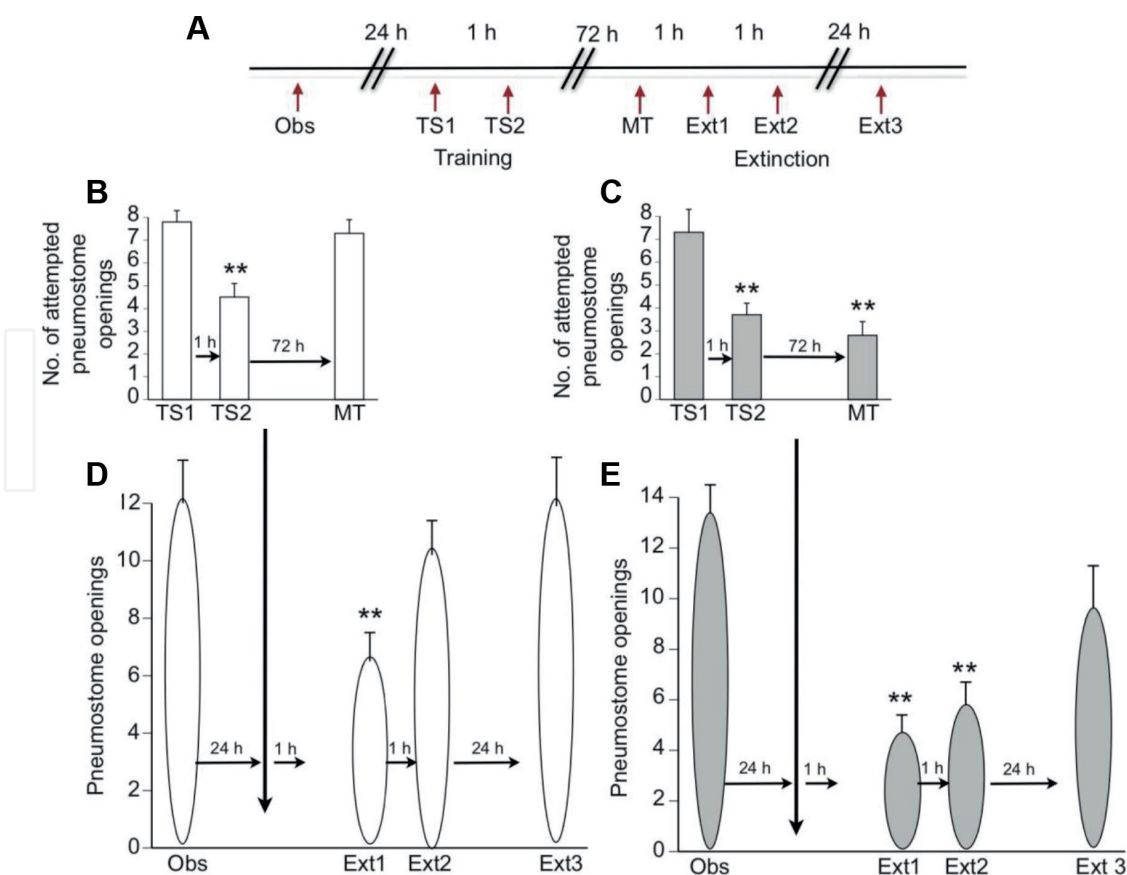 A
24 h 1 h 72 h 1 h 1 h 24 h
Obs TS1 TS2 MT Ext1 Ext2 Ext3
Training Extinction
B
No. of attempted
pneumostome
openings
8
7
6
5
4
3
2
1
0
**
1 h
72 h
TS1 TS2 MT
C
No. of attempted
pneumostome
openings
8
7
6
5
4
3
2
1
0
**
**
1 h
72 h
TS1 TS2 MT
D
Pneumostome openings
12
10
8
6
4
2
0
**
24 h
1 h
1 h
24 h
Obs Ext1 Ext2 Ext3
E
Pneumostome openings
14
12
10
8
6
4
2
0
**
**
24 h
1 h
1 h
24 h
Obs Ext1 Ext2 Ext 3